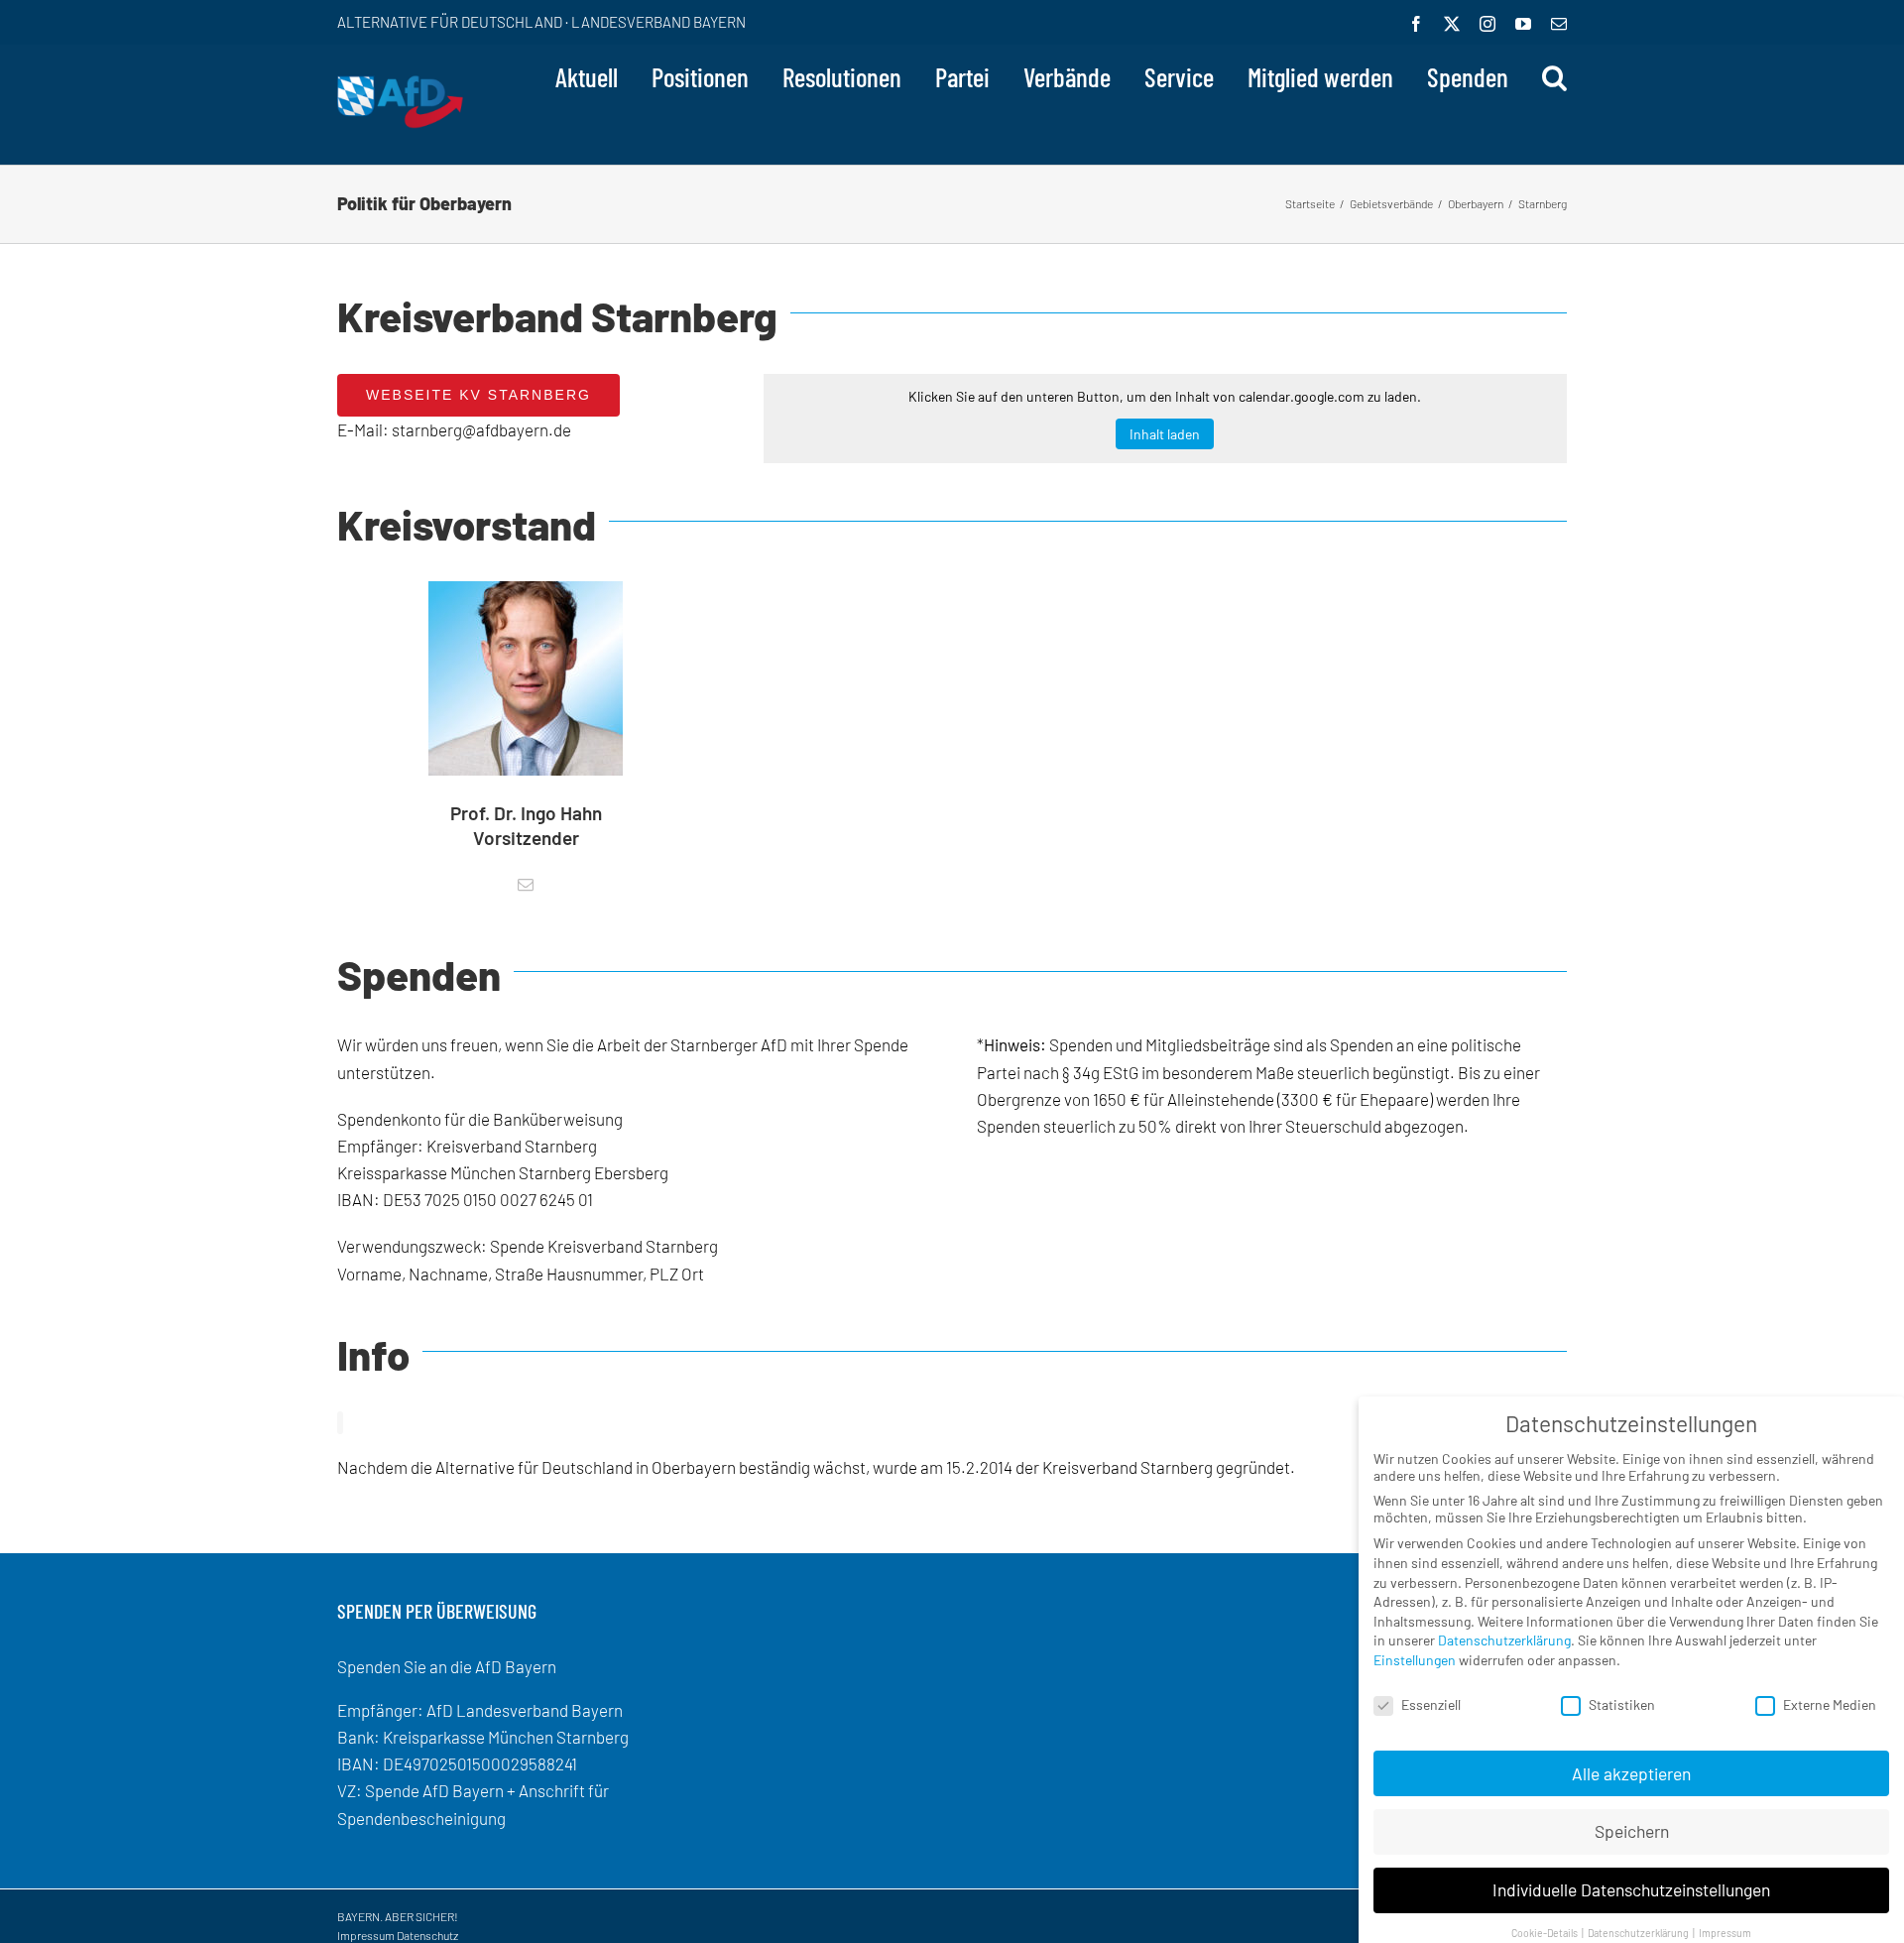 ALTERNATIVE FÜR DEUTSCHLAND · LANDESVERBAND BAYERN
AfD
Aktuell Positionen Resolutionen Partei Verbände Service Mitglied werden Spenden
Politik für Oberbayern
Startseite / Gebietsverbände / Oberbayern / Starnberg
Kreisverband Starnberg
WEBSEITE KV STARNBERG
E-Mail: starnberg@afdbayern.de
Klicken Sie auf den unteren Button, um den Inhalt von calendar.google.com zu laden.
Inhalt laden
Kreisvorstand
Prof. Dr. Ingo Hahn
Vorsitzender
Spenden
Wir würden uns freuen, wenn Sie die Arbeit der Starnberger AfD mit Ihrer Spende
unterstützen.
Spendenkonto für die Banküberweisung
Empfänger: Kreisverband Starnberg
Kreissparkasse München Starnberg Ebersberg
IBAN: DE53 7025 0150 0027 6245 01
Verwendungszweck: Spende Kreisverband Starnberg
Vorname, Nachname, Straße Hausnummer, PLZ Ort
*Hinweis: Spenden und Mitgliedsbeiträge sind als Spenden an eine politische
Partei nach § 34g EStG im besonderem Maße steuerlich begünstigt. Bis zu einer
Obergrenze von 1650 € für Alleinstehende (3300 € für Ehepaare) werden Ihre
Spenden steuerlich zu 50% direkt von Ihrer Steuerschuld abgezogen.
Info
Nachdem die Alternative für Deutschland in Oberbayern beständig wächst, wurde am 15.2.2014 der Kreisverband Starnberg gegründet.
SPENDEN PER ÜBERWEISUNG
Spenden Sie an die AfD Bayern
Empfänger: AfD Landesverband Bayern
Bank: Kreisparkasse München Starnberg
IBAN: DE49702501500029588241
VZ: Spende AfD Bayern + Anschrift für
Spendenbescheinigung
BAYERN. ABER SICHER!
Impressum Datenschutz
Datenschutzeinstellungen
Wir nutzen Cookies auf unserer Website. Einige von ihnen sind essenziell, während
andere uns helfen, diese Website und Ihre Erfahrung zu verbessern.
Wenn Sie unter 16 Jahre alt sind und Ihre Zustimmung zu freiwilligen Diensten geben
möchten, müssen Sie Ihre Erziehungsberechtigten um Erlaubnis bitten.
Wir verwenden Cookies und andere Technologien auf unserer Website. Einige von
ihnen sind essenziell, während andere uns helfen, diese Website und Ihre Erfahrung
zu verbessern. Personenbezogene Daten können verarbeitet werden (z. B. IP-
Adressen), z. B. für personalisierte Anzeigen und Inhalte oder Anzeigen- und
Inhaltsmessung. Weitere Informationen über die Verwendung Ihrer Daten finden Sie
in unserer Datenschutzerklärung. Sie können Ihre Auswahl jederzeit unter
Einstellungen widerrufen oder anpassen.
Essenziell Statistiken Externe Medien
Alle akzeptieren
Speichern
Individuelle Datenschutzeinstellungen
Cookie-Details | Datenschutzerklärung | Impressum